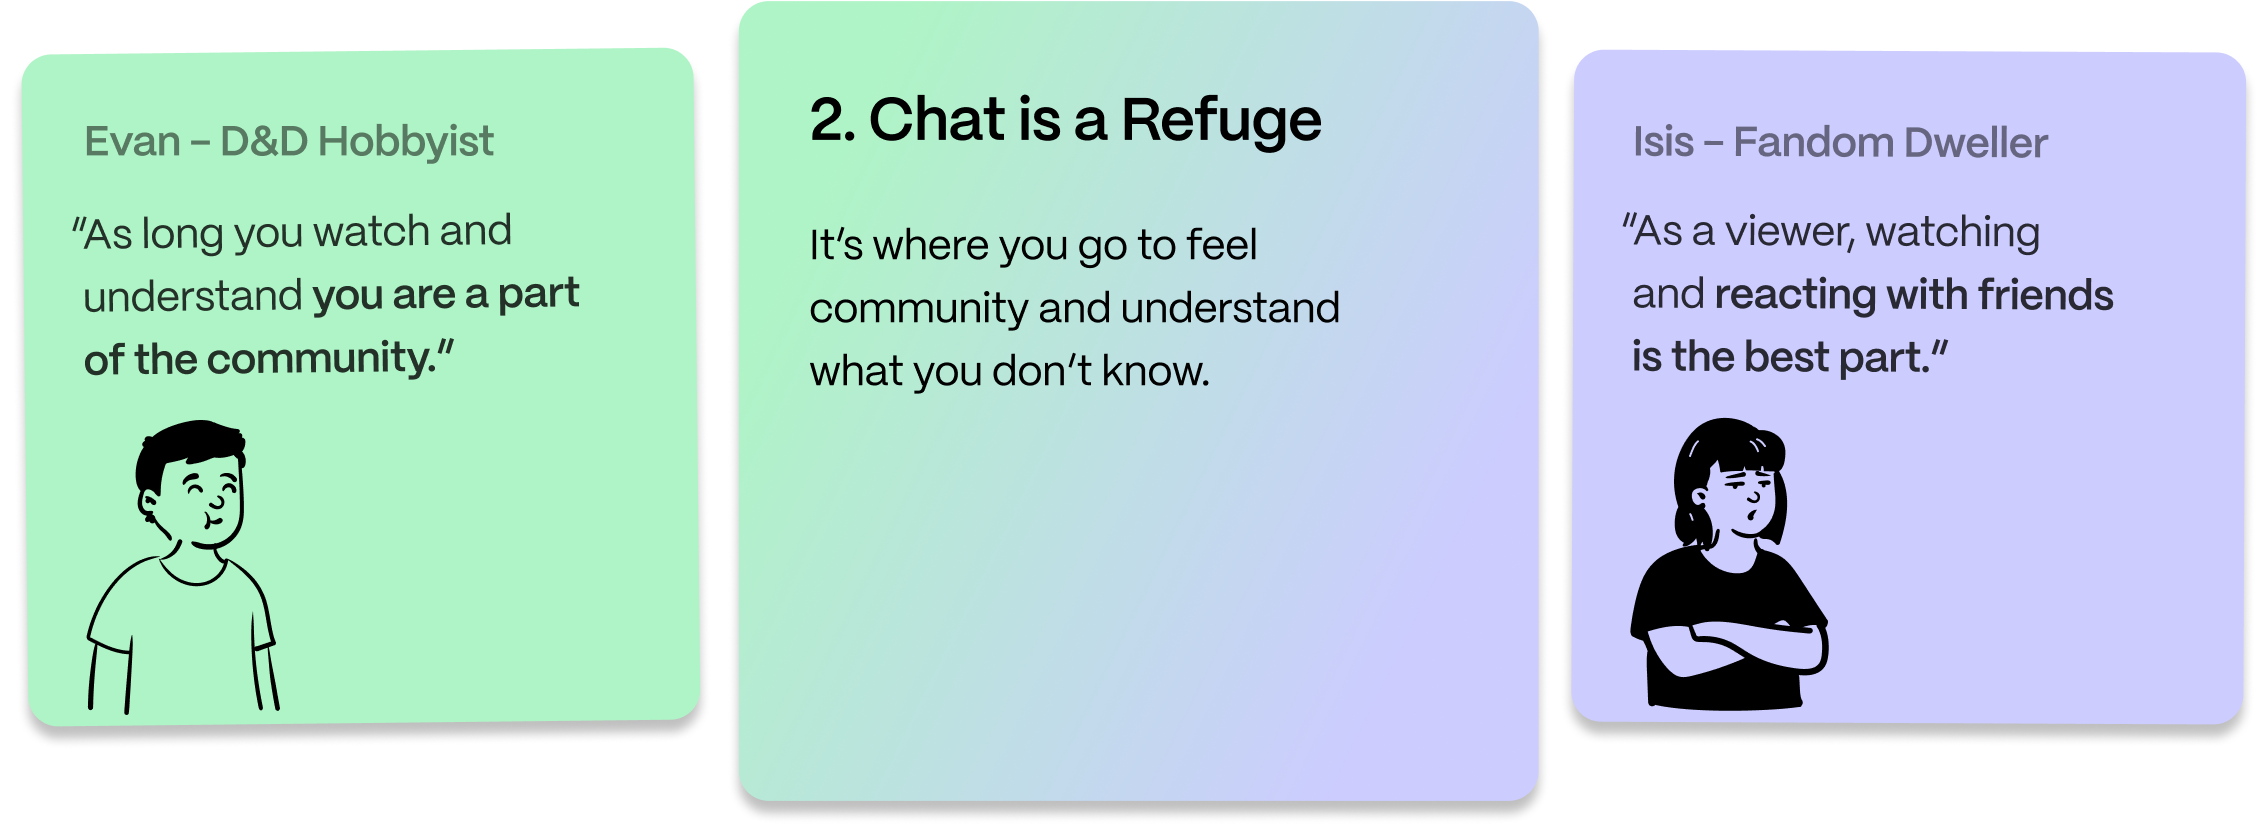 Evan – D&D Hobbyist
“As long you watch and
understand you are a part
of the community.”
2. Chat is a Refuge
It’s where you go to feel
community and understand
what you don’t know.
Isis – Fandom Dweller
“As a viewer, watching
and reacting with friends
is the best part.”